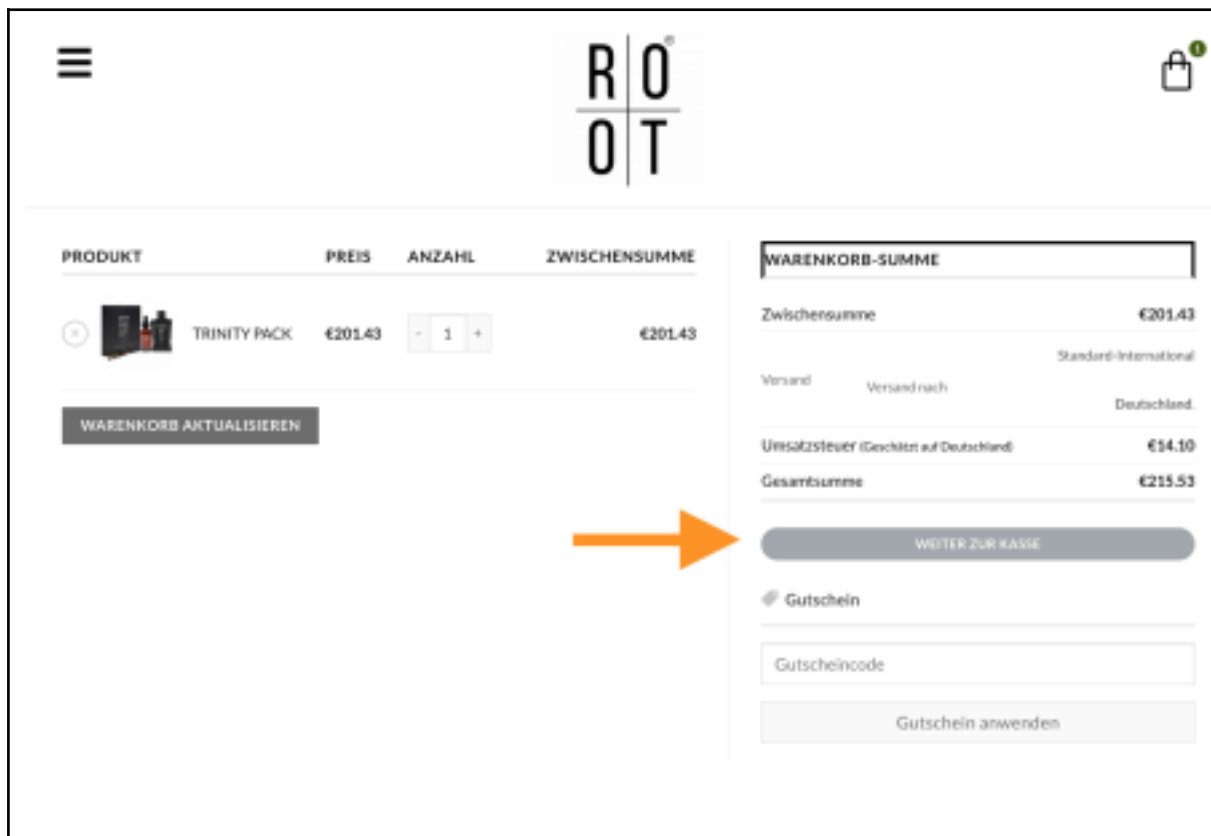 R O®
O T
1
PRODUKT PREIS ANZAHL ZWISCHENSUMME
TRINITY PACK €201.43 - 1 + €201.43
WARENKORB AKTUALISIEREN
WARENKORB-SUMME
Zwischensumme €201.43
Standard-International
Versand Versand nach
Deutschland.
Umsatzsteuer (Geschätzt auf Deutschland) €14.10
Gesamtsumme €215.53
WEITER ZUR KASSE
Gutschein
Gutscheincode
Gutschein anwenden